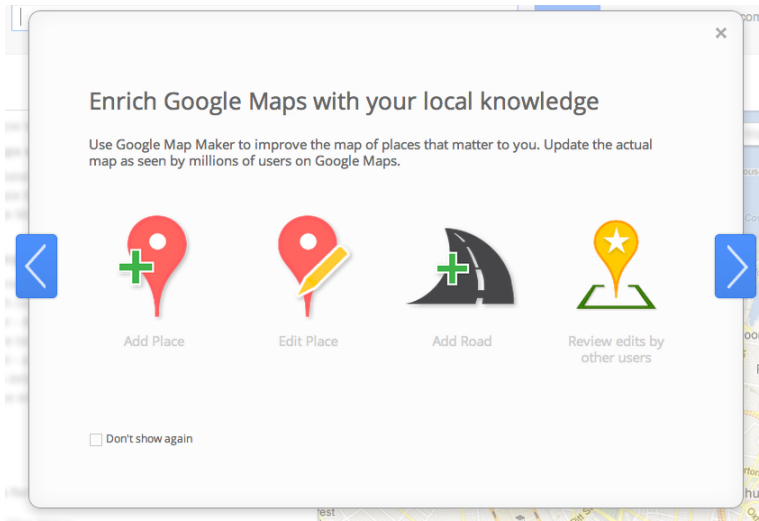 ×
Enrich Google Maps with your local knowledge
Use Google Map Maker to improve the map of places that matter to you. Update the actual
map as seen by millions of users on Google Maps.
Add Place
Edit Place
Add Road
Review edits by
other users
Don't show again